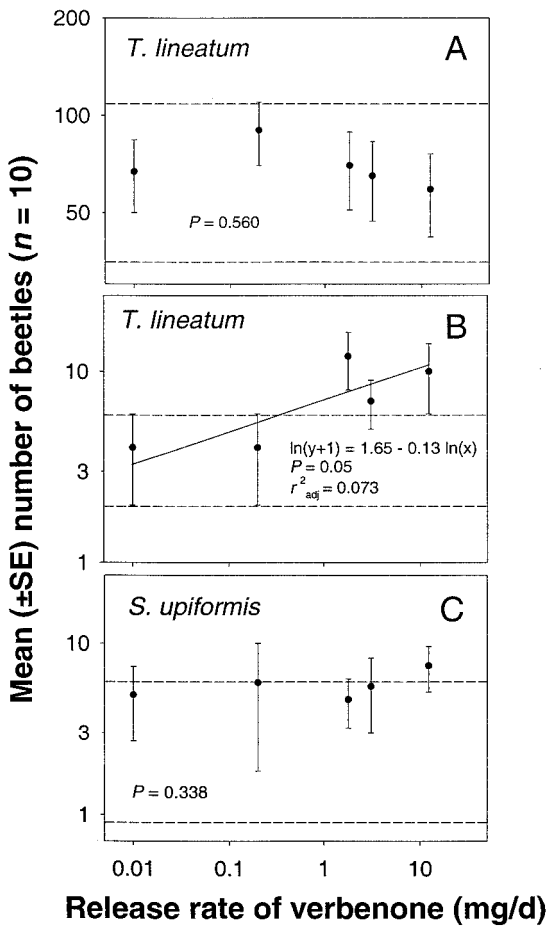 Mean (±SE) number of beetles (n = 10)
200
100
50
T. lineatum
A
P = 0.560
10
3
1
T. lineatum
B
ln(y+1) = 1.65 - 0.13 ln(x)
P = 0.05
r²adj = 0.073
10
3
1
S. upiformis
C
P = 0.338
0.01 0.1 1 10
Release rate of verbenone (mg/d)